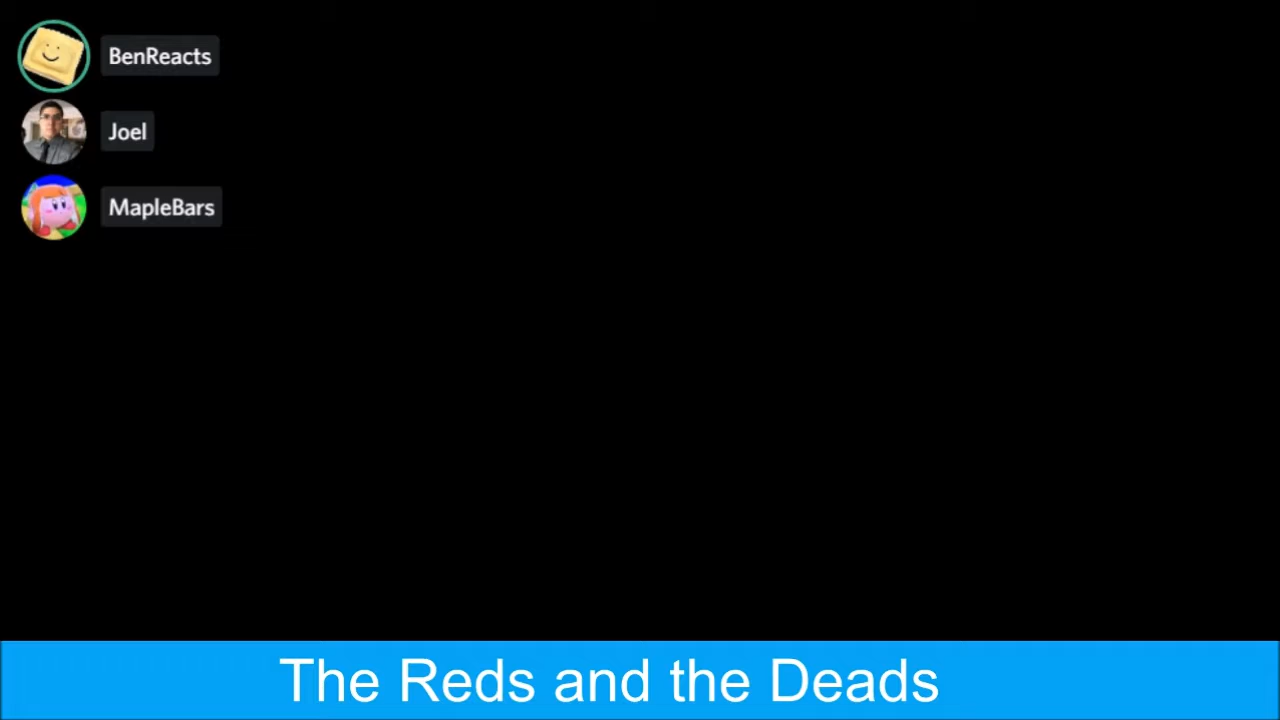 BenReacts
Joel
MapleBars
The Reds and the Deads